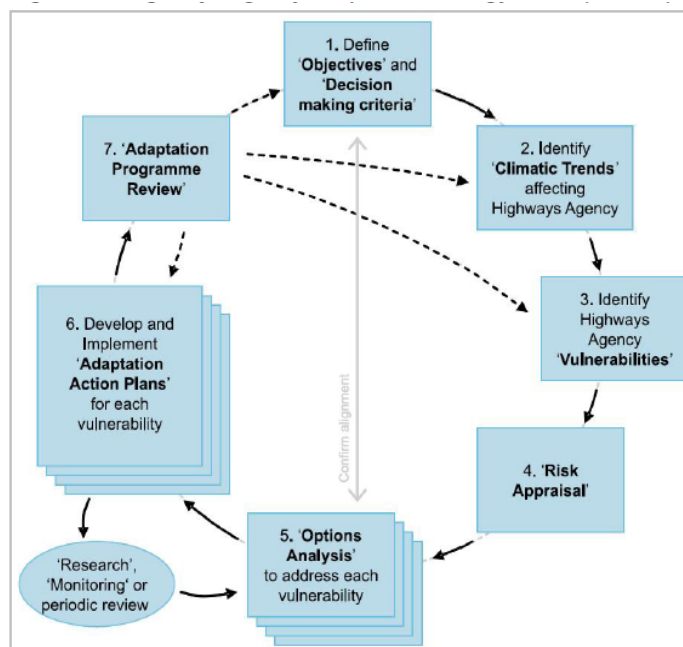 1. Define
'Objectives' and
'Decision
making criteria'
2. Identify
'Climatic Trends'
affecting
Highways Agency
3. Identify
Highways
Agency
'Vulnerabilities'
4. 'Risk
Appraisal'
5. 'Options
Analysis'
to address each
vulnerability
'Research',
'Monitoring' or
periodic review
6. Develop and
Implement
'Adaptation
Action Plans'
for each
vulnerability
7. 'Adaptation
Programme
Review'
Confirm alignment